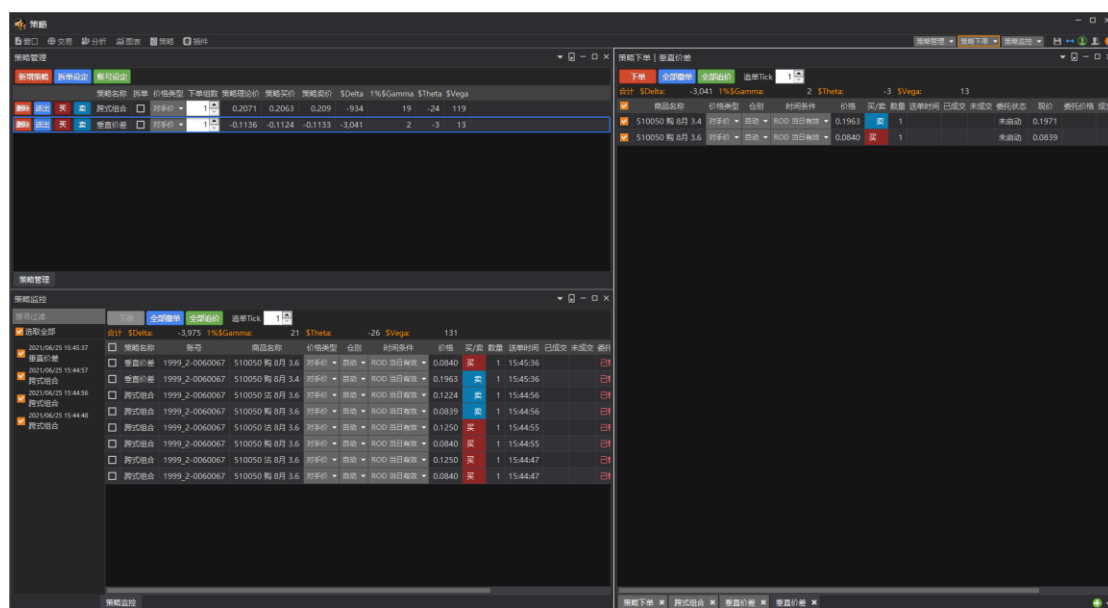 策略
窗口 交易 分析 图表 策略 插件 策略管理 策略下单 策略监控
策略管理
新增策略 拆单设定 账号设定
策略名称 拆单 价格类型 下单组数 策略理论价 策略买价 策略卖价 $Delta 1%$Gamma $Theta $Vega
删除 送出 买 卖 跨式组合 对手价 1 0.2071 0.2063 0.209 -934 19 -24 119
删除 送出 买 卖 垂直价差 对手价 1 -0.1136 -0.1124 -0.1133 -3,041 2 -3 13
策略管理
策略监控
搜寻过滤 下单 全部撤单 全部追价 追单Tick 1
选取全部 合计 $Delta: -3,975 1%$Gamma: 21 $Theta: -26 $Vega: 131
2021/06/25 15:45:37
垂直价差
2021/06/25 15:44:57
跨式组合
2021/06/25 15:44:56
跨式组合
2021/06/25 15:44:48
跨式组合
策略名称 账号 商品名称 价格类型 仓别 时间条件 价格 买/卖 数量 送单时间 已成交 未成交 委托
垂直价差 1999_2-0060067 510050 购 8月 3.6 对手价 自动 ROD 当日有效 0.0840 买 1 15:45:36
垂直价差 1999_2-0060067 510050 购 8月 3.4 对手价 自动 ROD 当日有效 0.1963 卖 1 15:45:36
跨式组合 1999_2-0060067 510050 沽 8月 3.6 对手价 自动 ROD 当日有效 0.1224 卖 1 15:44:56
跨式组合 1999_2-0060067 510050 购 8月 3.6 对手价 自动 ROD 当日有效 0.0839 卖 1 15:44:56
跨式组合 1999_2-0060067 510050 沽 8月 3.6 对手价 自动 ROD 当日有效 0.1250 买 1 15:44:55
跨式组合 1999_2-0060067 510050 购 8月 3.6 对手价 自动 ROD 当日有效 0.0840 买 1 15:44:55
跨式组合 1999_2-0060067 510050 沽 8月 3.6 对手价 自动 ROD 当日有效 0.1250 买 1 15:44:47
跨式组合 1999_2-0060067 510050 购 8月 3.6 对手价 自动 ROD 当日有效 0.0840 买 1 15:44:47
策略监控
策略下单 | 垂直价差
下单 全部撤单 全部追价 追单Tick 1
合计 $Delta: -3,041 1%$Gamma: 2 $Theta: -3 $Vega: 13
商品名称 价格类型 仓别 时间条件 价格 买/卖 数量 送单时间 已成交 未成交 委托状态 现价 委托价格
510050 购 8月 3.4 对手价 自动 ROD 当日有效 0.1963 卖 1 未启动 0.1971
510050 购 8月 3.6 对手价 自动 ROD 当日有效 0.0840 买 1 未启动 0.0839
策略下单 跨式组合 垂直价差 垂直价差